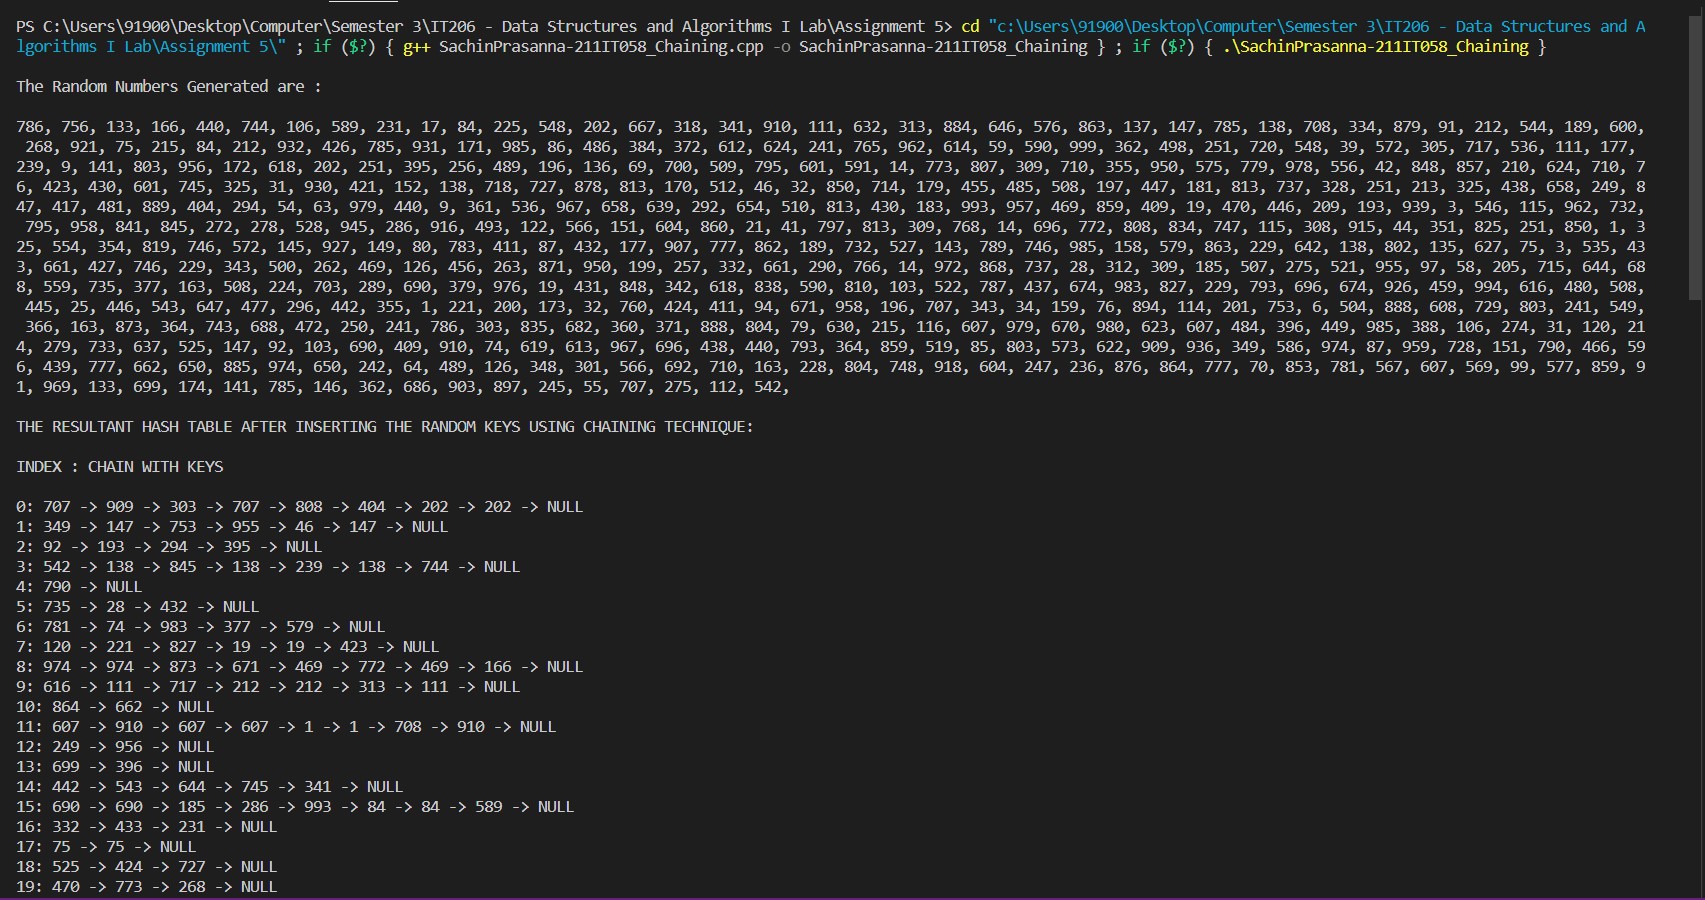 PS C:\Users\91900\Desktop\Computer\Semester 3\IT206 - Data Structures and Algorithms I Lab\Assignment 5> cd "c:\Users\91900\Desktop\Computer\Semester 3\IT206 - Data Structures and A
lgorithms I Lab\Assignment 5\" ; if ($?) { g++ SachinPrasanna-211IT058_Chaining.cpp -o SachinPrasanna-211IT058_Chaining } ; if ($?) { .\SachinPrasanna-211IT058_Chaining }
The Random Numbers Generated are :
786, 756, 133, 166, 440, 744, 106, 589, 231, 17, 84, 225, 548, 202, 667, 318, 341, 910, 111, 632, 313, 884, 646, 576, 863, 137, 147, 785, 138, 708, 334, 879, 91, 212, 544, 189, 600,
268, 921, 75, 215, 84, 212, 932, 426, 785, 931, 171, 985, 86, 486, 384, 372, 612, 624, 241, 765, 962, 614, 59, 590, 999, 362, 498, 251, 720, 548, 39, 572, 305, 717, 536, 111, 177,
239, 9, 141, 803, 956, 172, 618, 202, 251, 395, 256, 489, 196, 136, 69, 700, 509, 795, 601, 591, 14, 773, 807, 309, 710, 355, 950, 575, 779, 978, 556, 42, 848, 857, 210, 624, 710, 7
6, 423, 430, 601, 745, 325, 31, 930, 421, 152, 138, 718, 727, 878, 813, 170, 512, 46, 32, 850, 714, 179, 455, 485, 508, 197, 447, 181, 813, 737, 328, 251, 213, 325, 438, 658, 249, 8
47, 417, 481, 889, 404, 294, 54, 63, 979, 440, 9, 361, 536, 967, 658, 639, 292, 654, 510, 813, 430, 183, 993, 957, 469, 859, 409, 19, 470, 446, 209, 193, 939, 3, 546, 115, 962, 732,
795, 958, 841, 845, 272, 278, 528, 945, 286, 916, 493, 122, 566, 151, 604, 860, 21, 41, 797, 813, 309, 768, 14, 696, 772, 808, 834, 747, 115, 308, 915, 44, 351, 825, 251, 850, 1, 3
25, 554, 354, 819, 746, 572, 145, 927, 149, 80, 783, 411, 87, 432, 177, 907, 777, 862, 189, 732, 527, 143, 789, 746, 985, 158, 579, 863, 229, 642, 138, 802, 135, 627, 75, 3, 535, 43
3, 661, 427, 746, 229, 343, 500, 262, 469, 126, 456, 263, 871, 950, 199, 257, 332, 661, 290, 766, 14, 972, 868, 737, 28, 312, 309, 185, 507, 275, 521, 955, 97, 58, 205, 715, 644, 68
8, 559, 735, 377, 163, 508, 224, 703, 289, 690, 379, 976, 19, 431, 848, 342, 618, 838, 590, 810, 103, 522, 787, 437, 674, 983, 827, 229, 793, 696, 674, 926, 459, 994, 616, 480, 508,
445, 25, 446, 543, 647, 477, 296, 442, 355, 1, 221, 200, 173, 32, 760, 424, 411, 94, 671, 958, 196, 707, 343, 34, 159, 76, 894, 114, 201, 753, 6, 504, 888, 608, 729, 803, 241, 549,
366, 163, 873, 364, 743, 688, 472, 250, 241, 786, 303, 835, 682, 360, 371, 888, 804, 79, 630, 215, 116, 607, 979, 670, 980, 623, 607, 484, 396, 449, 985, 388, 106, 274, 31, 120, 21
4, 279, 733, 637, 525, 147, 92, 103, 690, 409, 910, 74, 619, 613, 967, 696, 438, 440, 793, 364, 859, 519, 85, 803, 573, 622, 909, 936, 349, 586, 974, 87, 959, 728, 151, 790, 466, 59
6, 439, 777, 662, 650, 885, 974, 650, 242, 64, 489, 126, 348, 301, 566, 692, 710, 163, 228, 804, 748, 918, 604, 247, 236, 876, 864, 777, 70, 853, 781, 567, 607, 569, 99, 577, 859, 9
1, 969, 133, 699, 174, 141, 785, 146, 362, 686, 903, 897, 245, 55, 707, 275, 112, 542,
THE RESULTANT HASH TABLE AFTER INSERTING THE RANDOM KEYS USING CHAINING TECHNIQUE:
INDEX : CHAIN WITH KEYS
0: 707 -> 909 -> 303 -> 707 -> 808 -> 404 -> 202 -> 202 -> NULL
1: 349 -> 147 -> 753 -> 955 -> 46 -> 147 -> NULL
2: 92 -> 193 -> 294 -> 395 -> NULL
3: 542 -> 138 -> 845 -> 138 -> 239 -> 138 -> 744 -> NULL
4: 790 -> NULL
5: 735 -> 28 -> 432 -> NULL
6: 781 -> 74 -> 983 -> 377 -> 579 -> NULL
7: 120 -> 221 -> 827 -> 19 -> 19 -> 423 -> NULL
8: 974 -> 974 -> 873 -> 671 -> 469 -> 772 -> 469 -> 166 -> NULL
9: 616 -> 111 -> 717 -> 212 -> 212 -> 313 -> 111 -> NULL
10: 864 -> 662 -> NULL
11: 607 -> 910 -> 607 -> 607 -> 1 -> 1 -> 708 -> 910 -> NULL
12: 249 -> 956 -> NULL
13: 699 -> 396 -> NULL
14: 442 -> 543 -> 644 -> 745 -> 341 -> NULL
15: 690 -> 690 -> 185 -> 286 -> 993 -> 84 -> 84 -> 589 -> NULL
16: 332 -> 433 -> 231 -> NULL
17: 75 -> 75 -> NULL
18: 525 -> 424 -> 727 -> NULL
19: 470 -> 773 -> 268 -> NULL